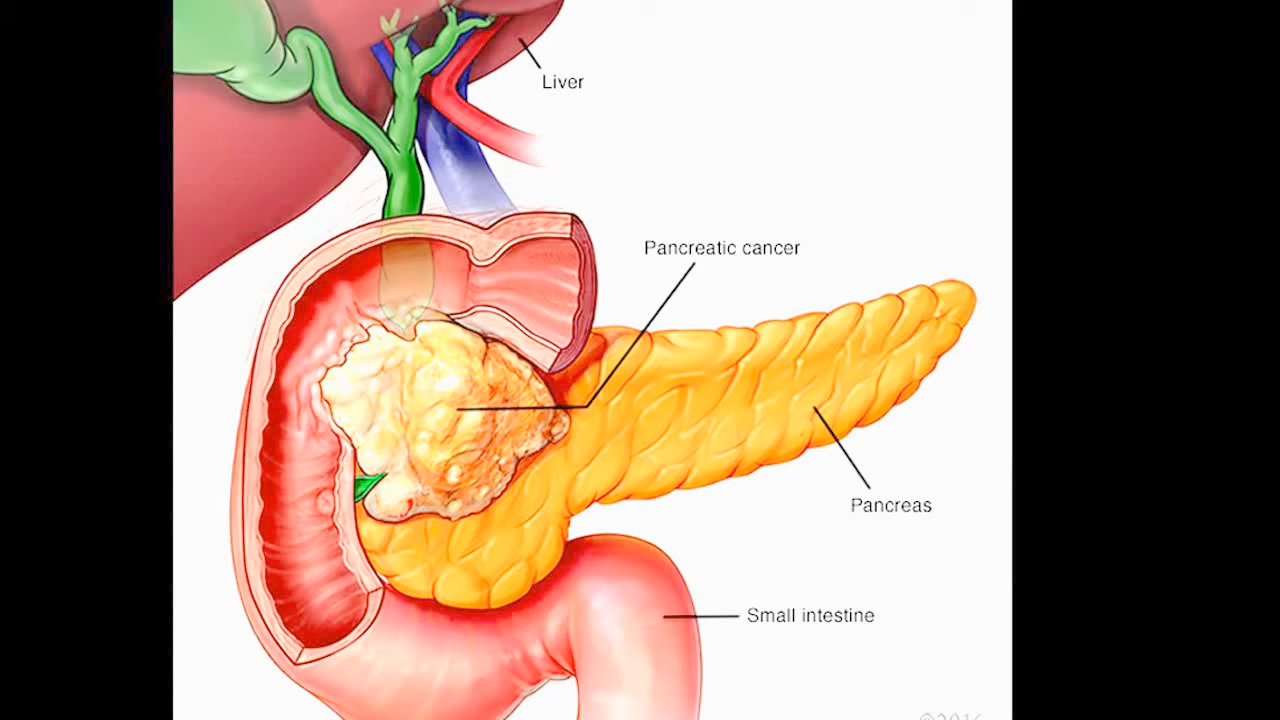 Liver
Pancreatic cancer
Pancreas
Small intestine